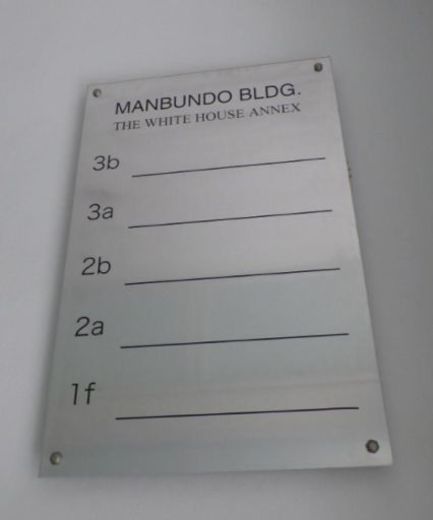 MANBUNDO BLDG.
THE WHITE HOUSE ANNEX
3b
3a
2b
2a
1f